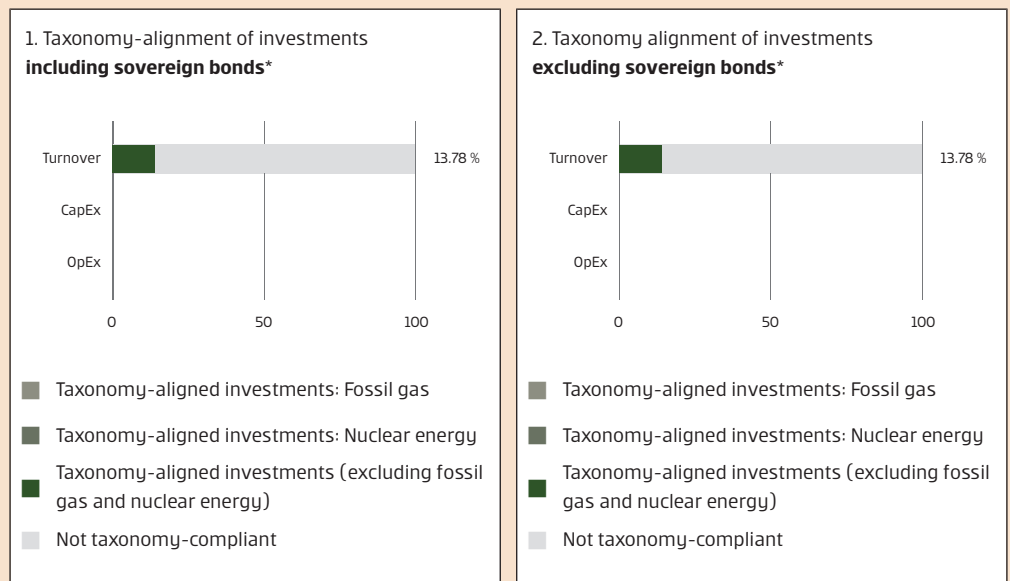 1. Taxonomy-alignment of investments
including sovereign bonds*
Turnover
13.78 %
CapEx
OpEx
0
50
100
Taxonomy-aligned investments: Fossil gas
Taxonomy-aligned investments: Nuclear energy
Taxonomy-aligned investments (excluding fossil
gas and nuclear energy)
Not taxonomy-compliant
2. Taxonomy alignment of investments
excluding sovereign bonds*
Turnover
13.78 %
CapEx
OpEx
0
50
100
Taxonomy-aligned investments: Fossil gas
Taxonomy-aligned investments: Nuclear energy
Taxonomy-aligned investments (excluding fossil
gas and nuclear energy)
Not taxonomy-compliant